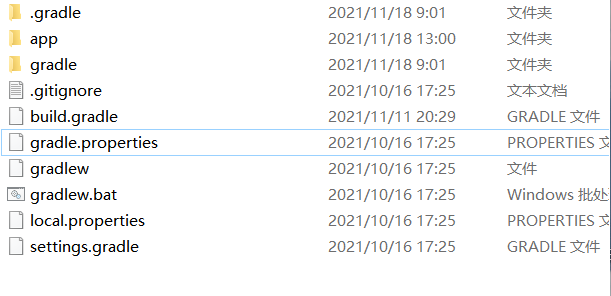 .gradle 2021/11/18 9:01 文件夹
app 2021/11/18 13:00 文件夹
gradle 2021/11/18 9:01 文件夹
.gitignore 2021/10/16 17:25 文本文档
build.gradle 2021/11/11 20:29 GRADLE 文件
gradle.properties 2021/10/16 17:25 PROPERTIES 文
gradlew 2021/10/16 17:25 文件
gradlew.bat 2021/10/16 17:25 Windows 批处
local.properties 2021/10/16 17:25 PROPERTIES 文
settings.gradle 2021/10/16 17:25 GRADLE 文件